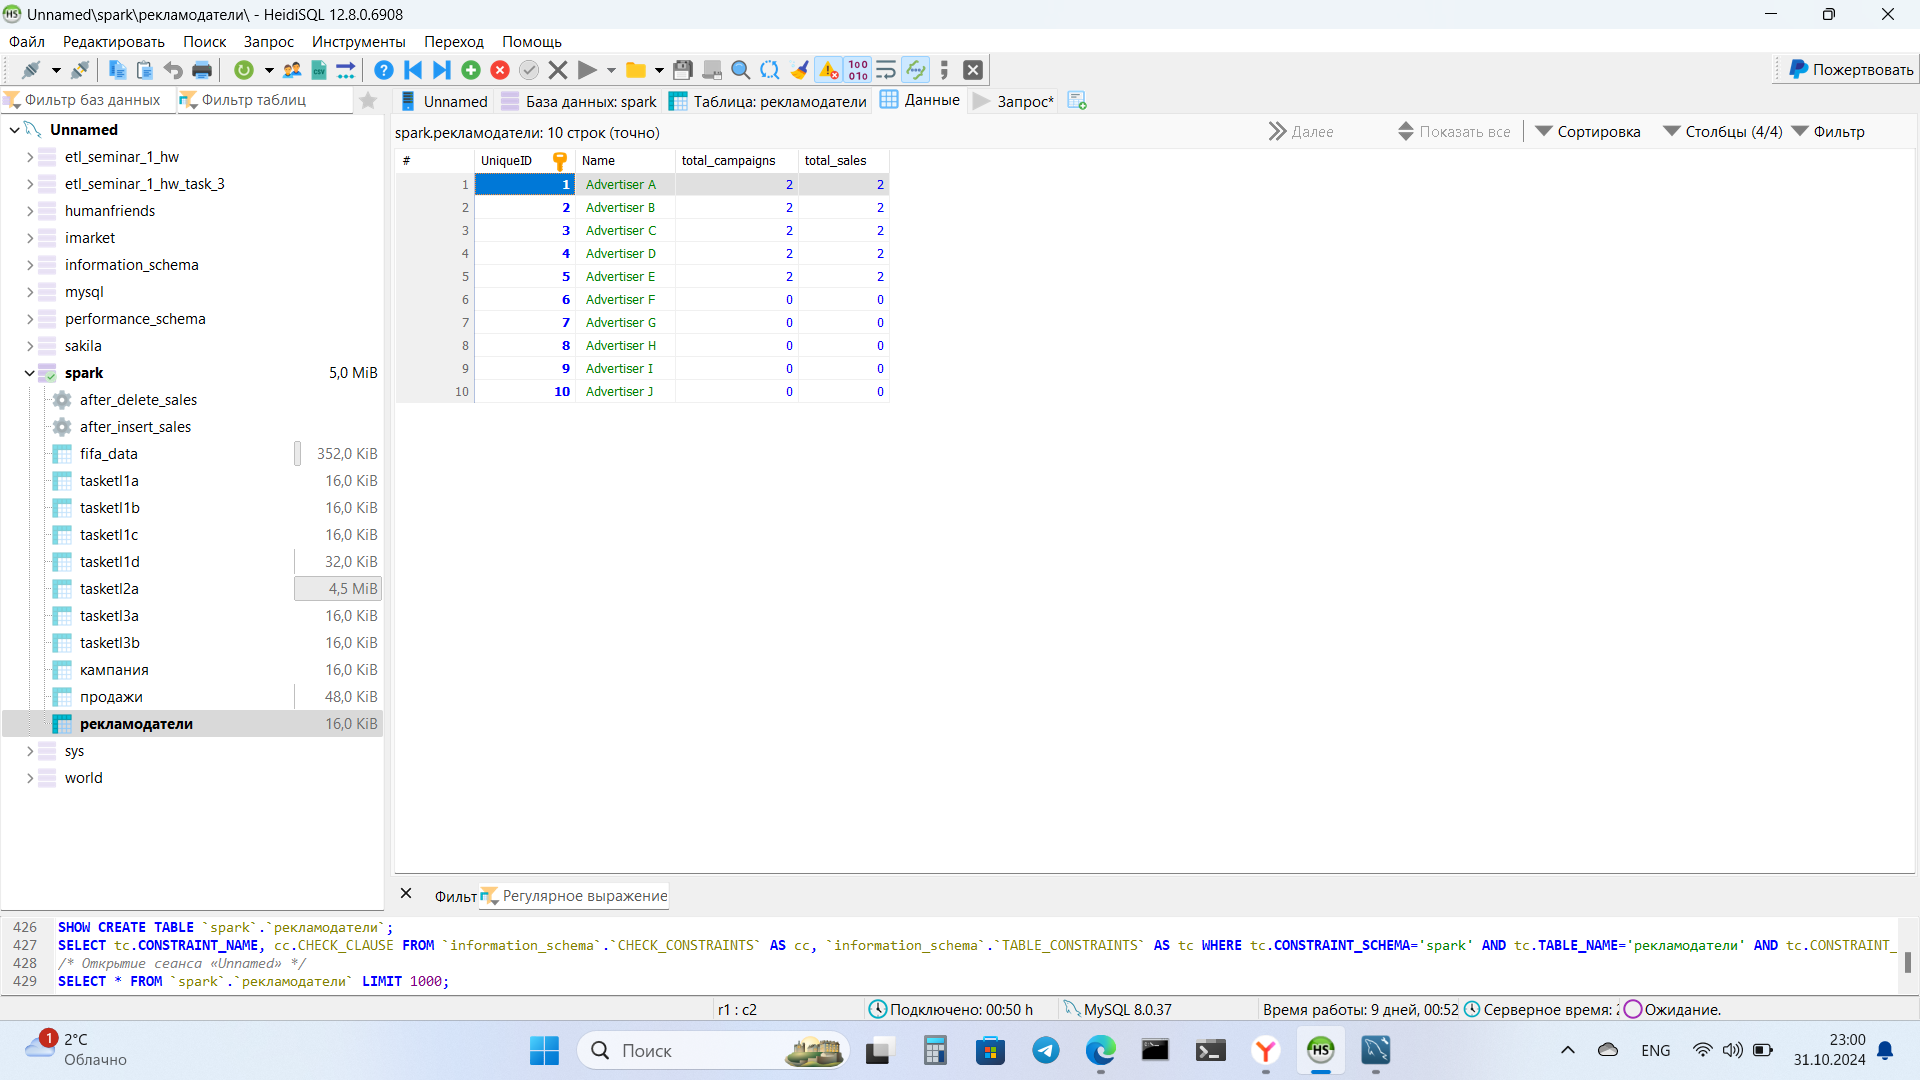 Unnamed\spark\рекламодатели\ - HeidiSQL 12.8.0.6908
Файл Редактировать Поиск Запрос Инструменты Переход Помощь
Пожертвовать
Фильтр баз данных Фильтр таблиц
Unnamed База данных: spark Таблица: рекламодатели Данные Запрос*
spark.рекламодатели: 10 строк (точно) Далее Показать все Сортировка Столбцы (4/4) Фильтр
Unnamed
etl_seminar_1_hw
etl_seminar_1_hw_task_3
humanfriends
imarket
information_schema
mysql
performance_schema
sakila
spark 5,0 MiB
after_delete_sales
after_insert_sales
fifa_data 352,0 KiB
tasketl1a 16,0 KiB
tasketl1b 16,0 KiB
tasketl1c 16,0 KiB
tasketl1d 32,0 KiB
tasketl2a 4,5 MiB
tasketl3a 16,0 KiB
tasketl3b 16,0 KiB
кампания 16,0 KiB
продажи 48,0 KiB
рекламодатели 16,0 KiB
sys
world
# UniqueID Name total_campaigns total_sales
1 1 Advertiser A 2 2
2 2 Advertiser B 2 2
3 3 Advertiser C 2 2
4 4 Advertiser D 2 2
5 5 Advertiser E 2 2
6 6 Advertiser F 0 0
7 7 Advertiser G 0 0
8 8 Advertiser H 0 0
9 9 Advertiser I 0 0
10 10 Advertiser J 0 0
Фильт Регулярное выражение
426 SHOW CREATE TABLE `spark`.`рекламодатели`;
427 SELECT tc.CONSTRAINT_NAME, cc.CHECK_CLAUSE FROM `information_schema`.`CHECK_CONSTRAINTS` AS cc, `information_schema`.`TABLE_CONSTRAINTS` AS tc WHERE tc.CONSTRAINT_SCHEMA='spark' AND tc.TABLE_NAME='рекламодатели' AND tc.CONSTRAINT_
428 /* Открытие сеанса «Unnamed» */
429 SELECT * FROM `spark`.`рекламодатели` LIMIT 1000;
r1 : c2 Подключено: 00:50 h MySQL 8.0.37 Время работы: 9 дней, 00:52 Серверное время: Ожидание.
1 2°C
Облачно
Поиск
HS
ENG
23:00
31.10.2024